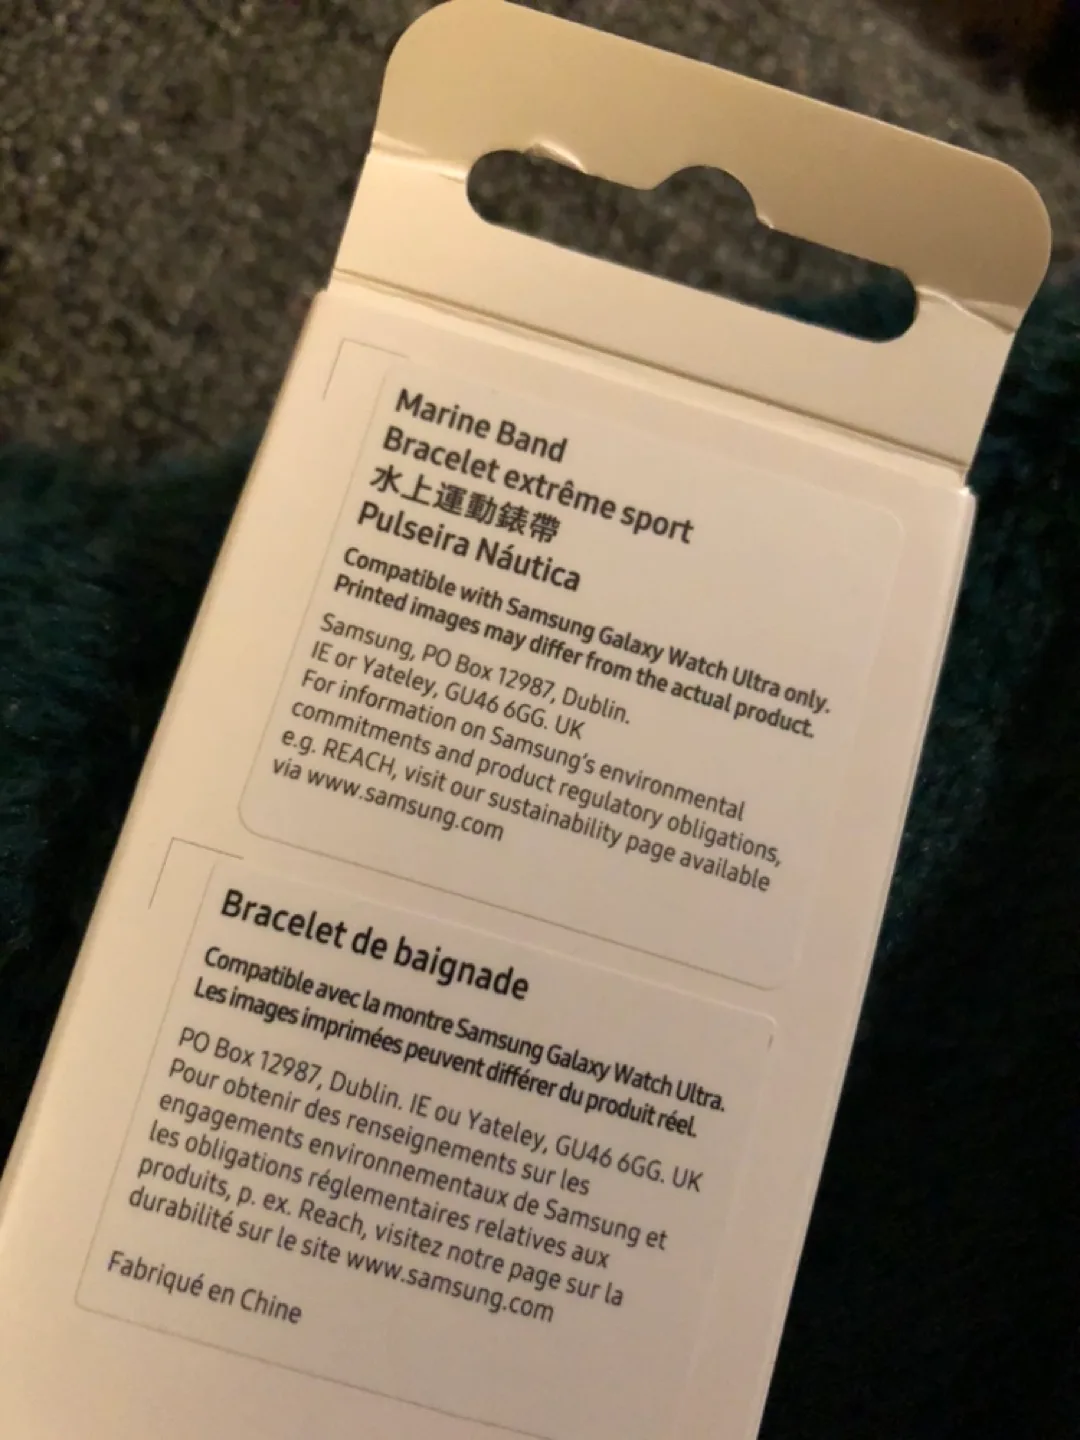 Marine Band
Bracelet extrême sport
水上運動錶帶
Pulseira Náutica
Compatible with Samsung Galaxy Watch Ultra only.
Printed images may differ from the actual product.
Samsung, PO Box 12987, Dublin.
IE or Yateley, GU46 6GG. UK
For information on Samsung's environmental
commitments and product regulatory obligations,
e.g. REACH, visit our sustainability page available
via www.samsung.com
Bracelet de baignade
Compatible avec la montre Samsung Galaxy Watch Ultra.
Les images imprimées peuvent différer du produit réel.
PO Box 12987, Dublin. IE ou Yateley, GU46 6GG. UK
Pour obtenir des renseignements sur les
engagements environnementaux de Samsung et
les obligations réglementaires relatives aux
produits, p. ex. Reach, visitez notre page sur la
durabilité sur le site www.samsung.com
Fabriqué en Chine